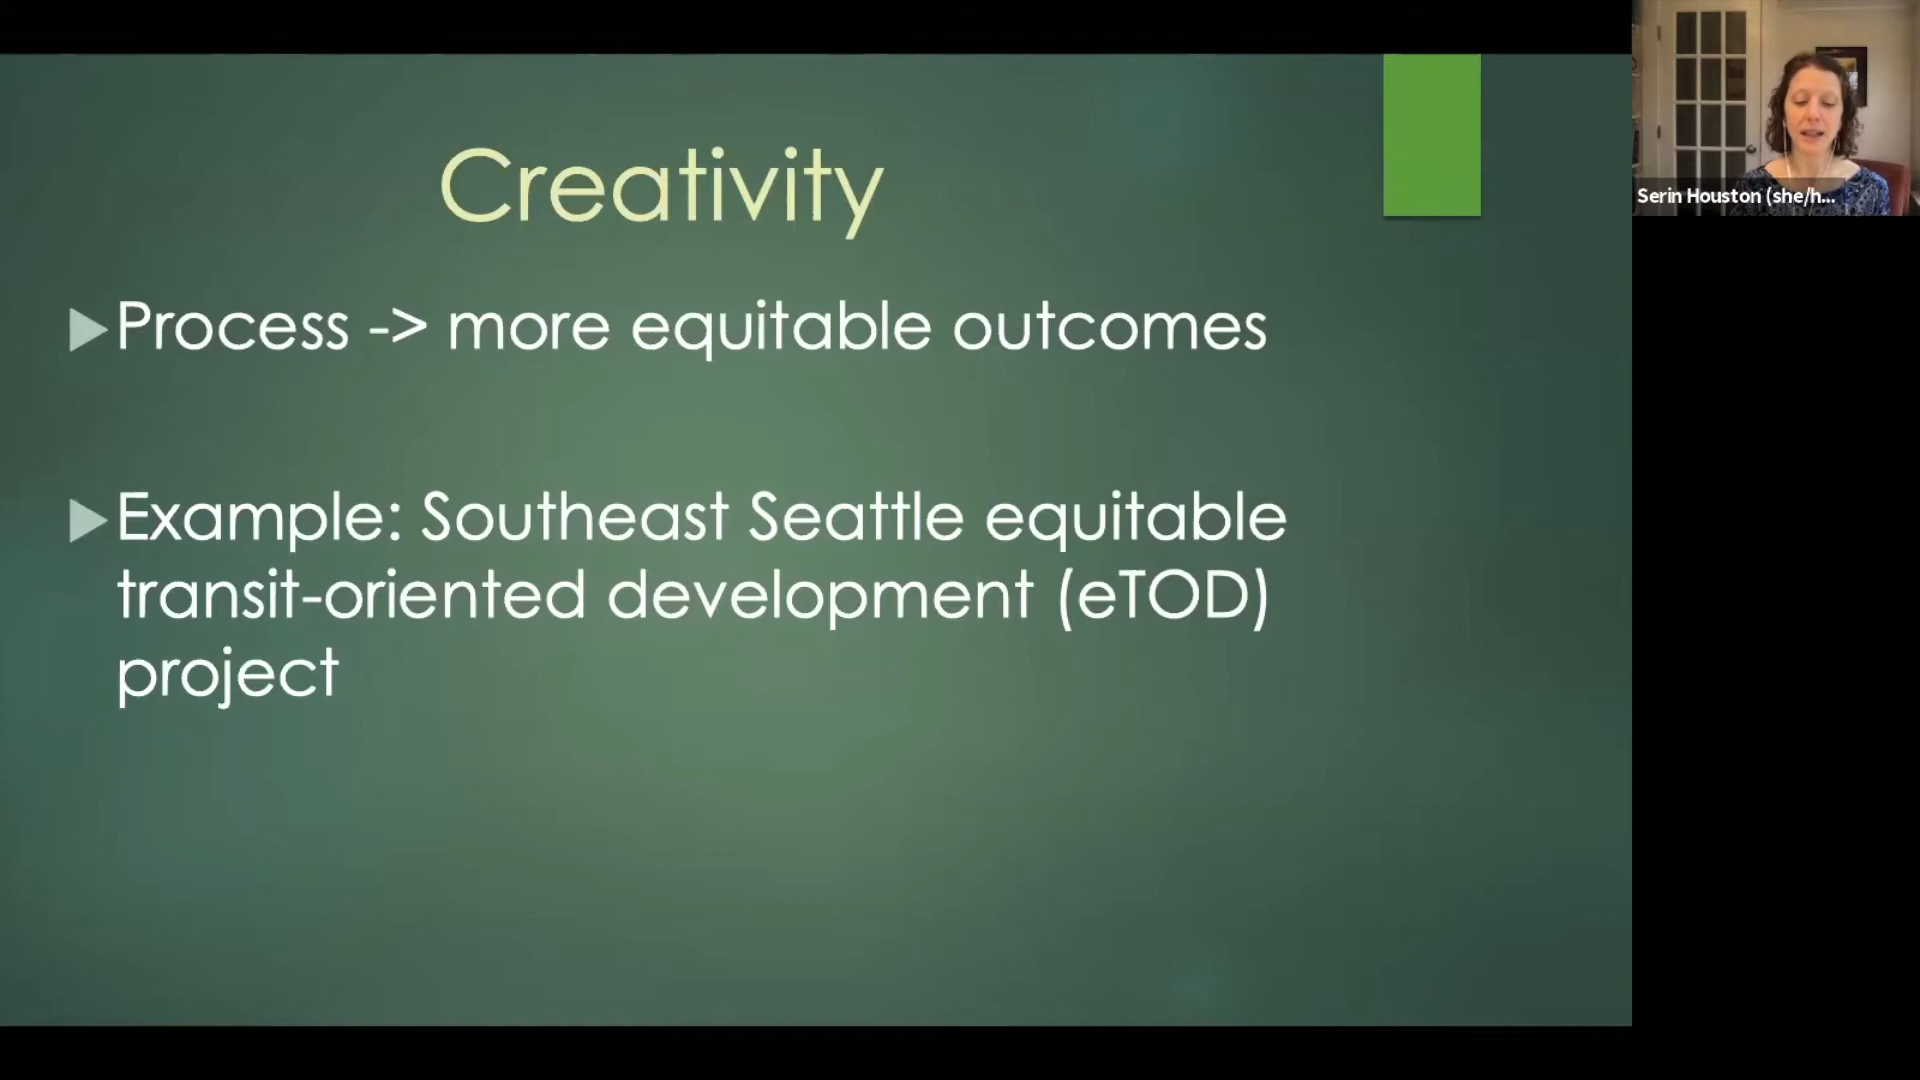 Creativity
Process -> more equitable outcomes
Example: Southeast Seattle equitable
transit-oriented development (eTOD)
project
Serin Houston (she/h...